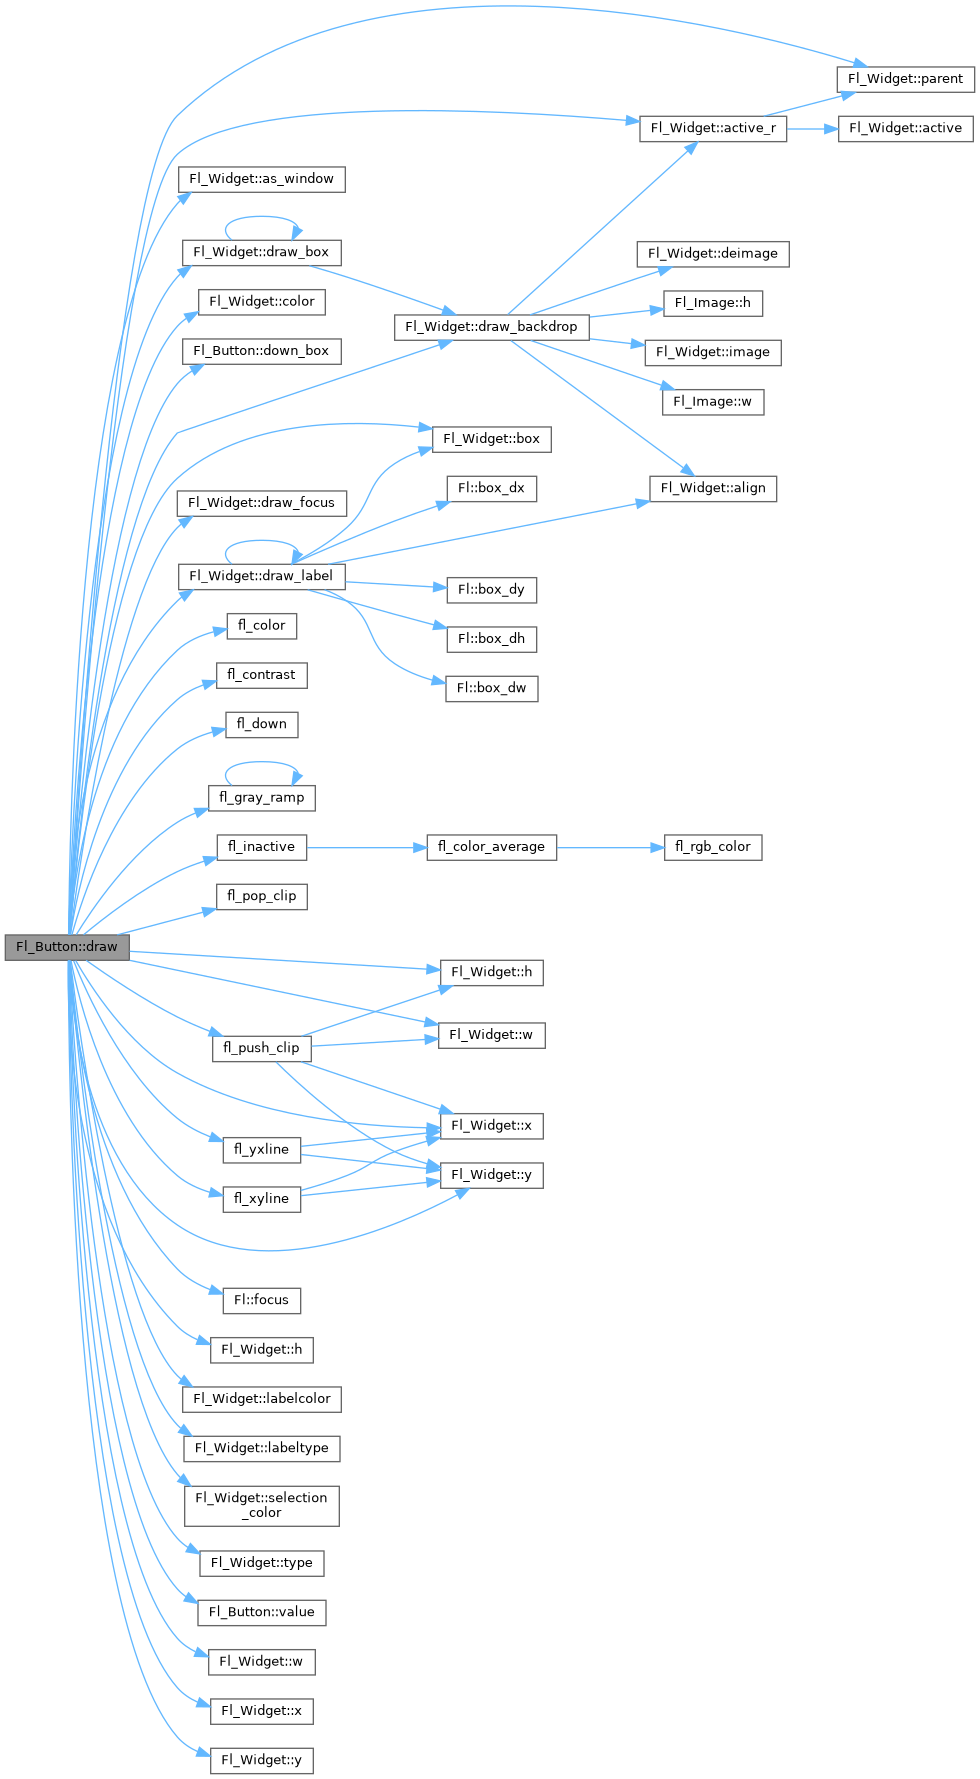 Fl_Widget::parent
Fl_Widget::active_r
Fl_Widget::active
Fl_Widget::as_window
Fl_Widget::draw_box
Fl_Widget::deimage
Fl_Widget::color
Fl_Image::h
Fl_Widget::draw_backdrop
Fl_Button::down_box
Fl_Widget::image
Fl_Image::w
Fl_Widget::box
Fl_Widget::draw_focus
Fl::box_dx
Fl_Widget::align
Fl_Widget::draw_label
Fl::box_dy
fl_color
Fl::box_dh
fl_contrast
Fl::box_dw
fl_down
fl_gray_ramp
fl_inactive
fl_color_average
fl_rgb_color
fl_pop_clip
Fl_Button::draw
Fl_Widget::h
fl_push_clip
Fl_Widget::w
Fl_Widget::x
fl_yxline
Fl_Widget::y
fl_xyline
Fl::focus
Fl_Widget::h
Fl_Widget::labelcolor
Fl_Widget::labeltype
Fl_Widget::selection
_color
Fl_Widget::type
Fl_Button::value
Fl_Widget::w
Fl_Widget::x
Fl_Widget::y